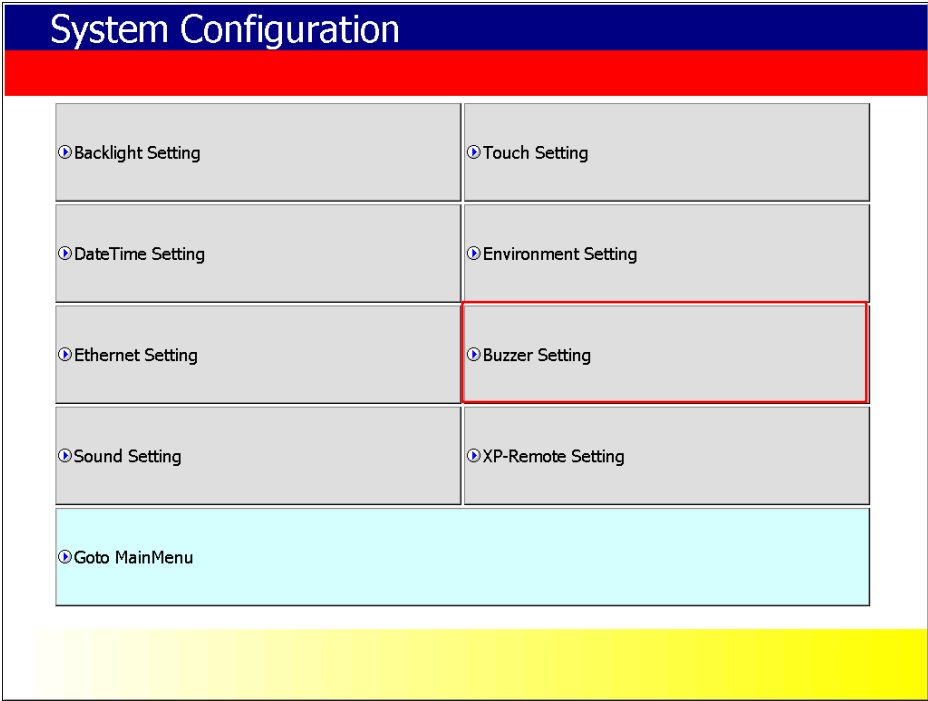 System Configuration
Backlight Setting
Touch Setting
DateTime Setting
Environment Setting
Ethernet Setting
Buzzer Setting
Sound Setting
XP-Remote Setting
Goto MainMenu